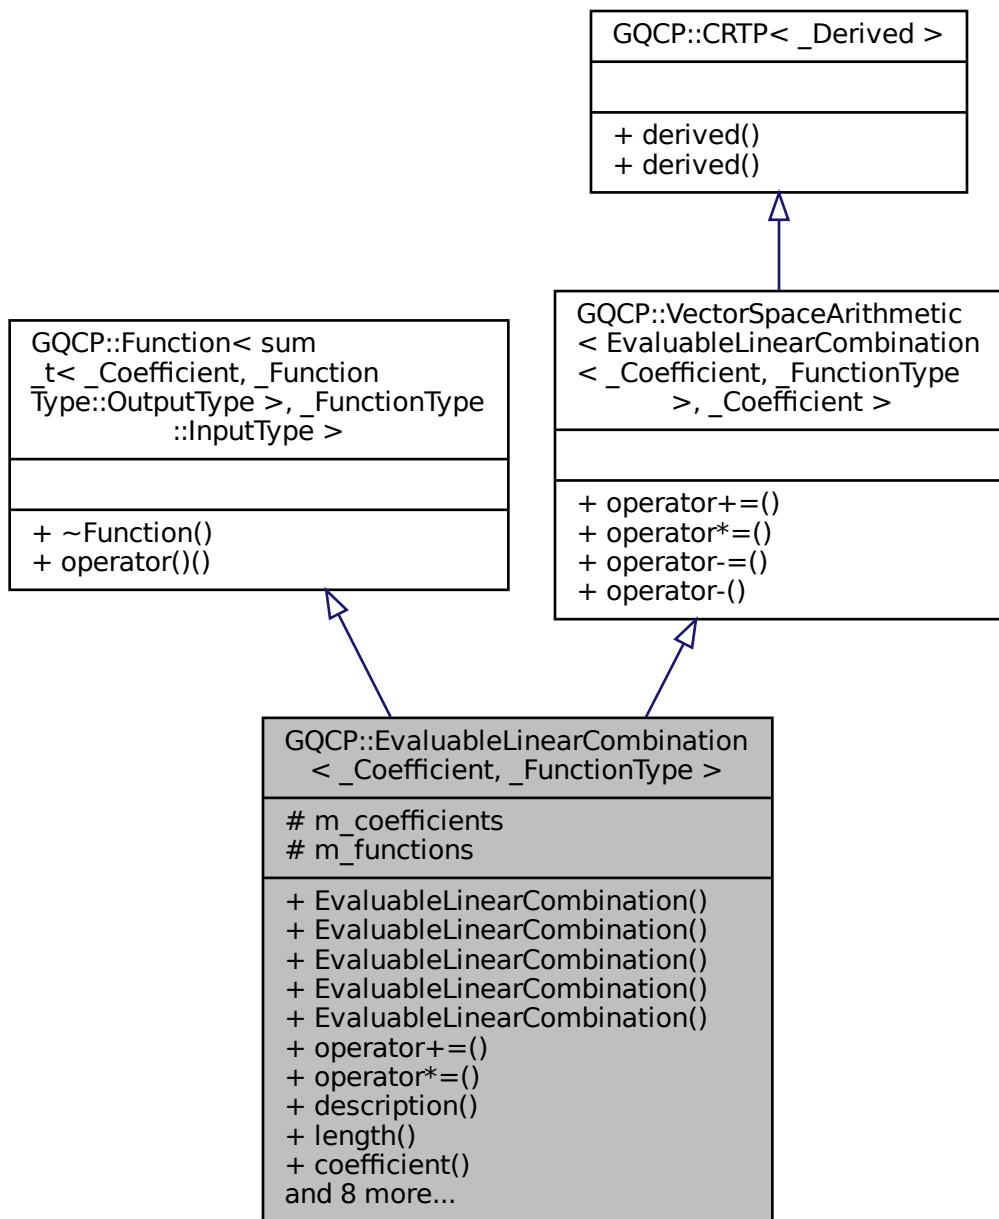 GQCP::CRTP< _Derived >
+ derived()
+ derived()
GQCP::VectorSpaceArithmetic
< EvaluableLinearCombination
< _Coefficient, _FunctionType
>, _Coefficient >
+ operator+=()
+ operator*=()
+ operator-=()
+ operator-()
GQCP::Function< sum
_t< _Coefficient, _Function
Type::OutputType >, _FunctionType
::InputType >
+ ~Function()
+ operator()()
GQCP::EvaluableLinearCombination
< _Coefficient, _FunctionType >
# m_coefficients
# m_functions
+ EvaluableLinearCombination()
+ EvaluableLinearCombination()
+ EvaluableLinearCombination()
+ EvaluableLinearCombination()
+ EvaluableLinearCombination()
+ operator+=()
+ operator*=()
+ description()
+ length()
+ coefficient()
and 8 more...